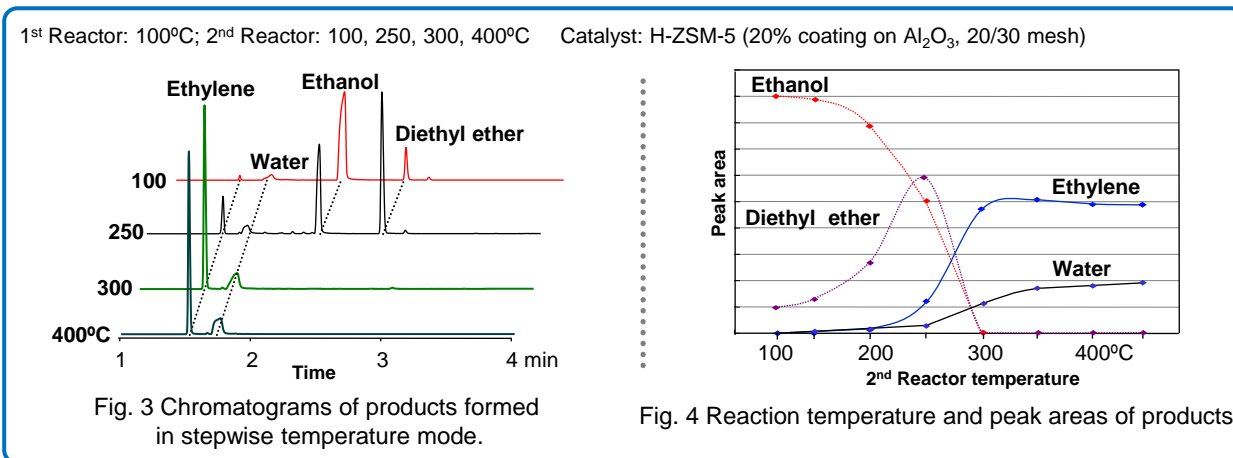 1st Reactor: 100ºC; 2nd Reactor: 100, 250, 300, 400ºC Catalyst: H-ZSM-5 (20% coating on Al2O3, 20/30 mesh)
Ethylene
Ethanol
Water
Diethyl ether
100
250
300
400ºC
1 2 3 4 min
Time
Fig. 3 Chromatograms of products formed
in stepwise temperature mode.
Peak area
Ethanol
Diethyl ether
Ethylene
Water
100 200 300 400ºC
2nd Reactor temperature
Fig. 4 Reaction temperature and peak areas of products